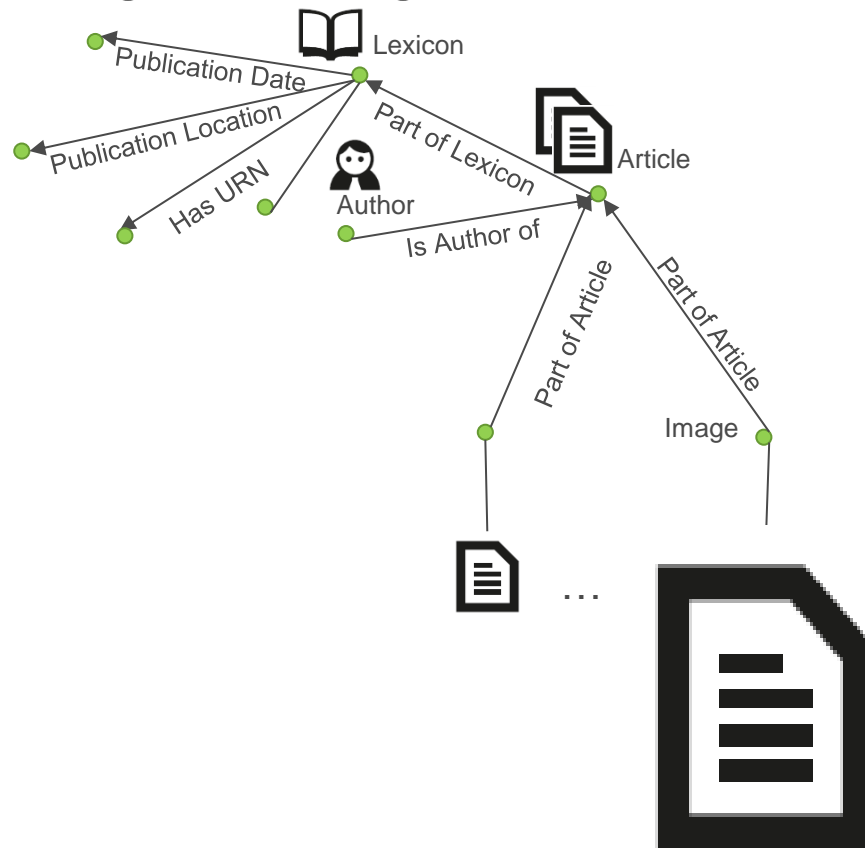 Lexicon
Publication Date
Publication Location
Part of Lexicon
Article
Has URN
Author
Is Author of
Part of Article
Part of Article
Image
...